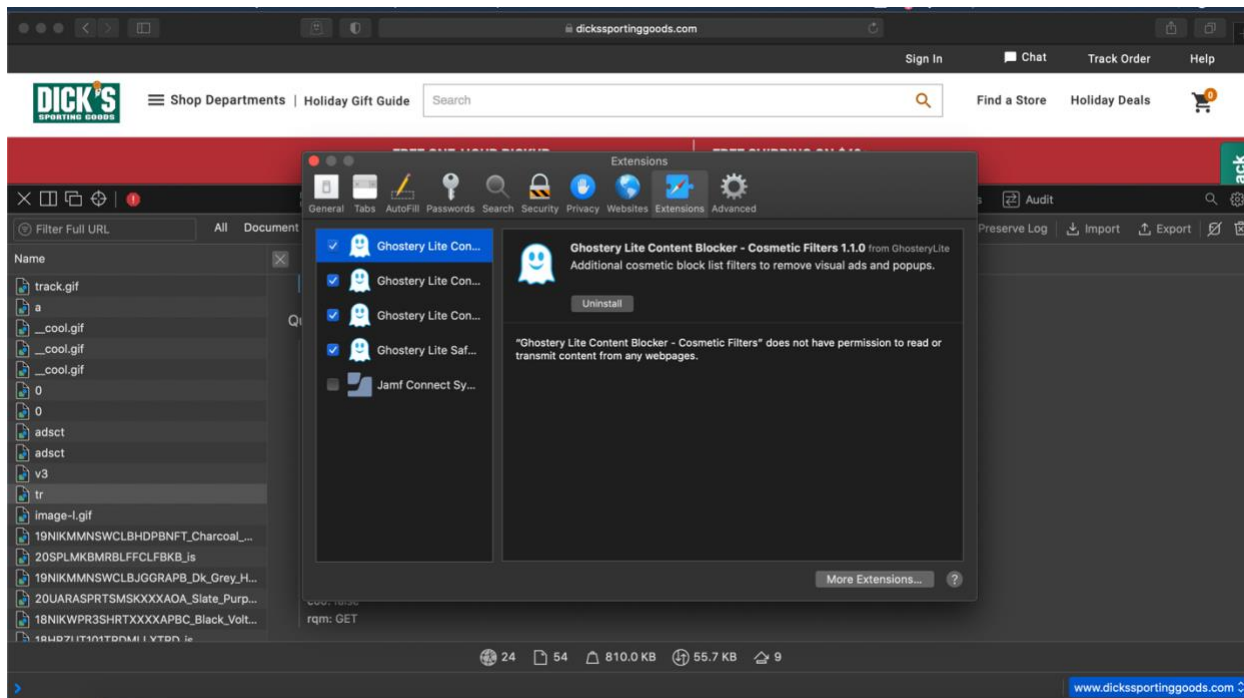 dickssportinggoods.com
Sign In Chat Track Order Help
DICK'S
SPORTING GOODS
Shop Departments | Holiday Gift Guide Search Find a Store Holiday Deals 0
Extensions
General Tabs AutoFill Passwords Search Security Privacy Websites Extensions Advanced
Audit
Filter Full URL All Document Preserve Log Import Export
Name
track.gif
a
__cool.gif
__cool.gif
__cool.gif
0
0
adsct
adsct
v3
tr
image-l.gif
19NIKMMNSWCLBHDPBNFT_Charcoal_...
20SPLMKBMRBLFFCLFBKB_is
19NIKMMNSWCLBJGGRAPB_Dk_Grey_H...
20UARASPRTSMSKXXXAOA_Slate_Purp...
18NIKWPR3SHRTXXXXAPBC_Black_Volt...
Ghostery Lite Con...
Ghostery Lite Con...
Ghostery Lite Con...
Ghostery Lite Saf...
Jamf Connect Sy...
Ghostery Lite Content Blocker - Cosmetic Filters 1.1.0 from GhosteryLite
Additional cosmetic block list filters to remove visual ads and popups.
Uninstall
"Ghostery Lite Content Blocker - Cosmetic Filters" does not have permission to read or
transmit content from any webpages.
More Extensions... ?
rqm: GET
24 54 810.0 KB 55.7 KB 9
www.dickssportinggoods.com